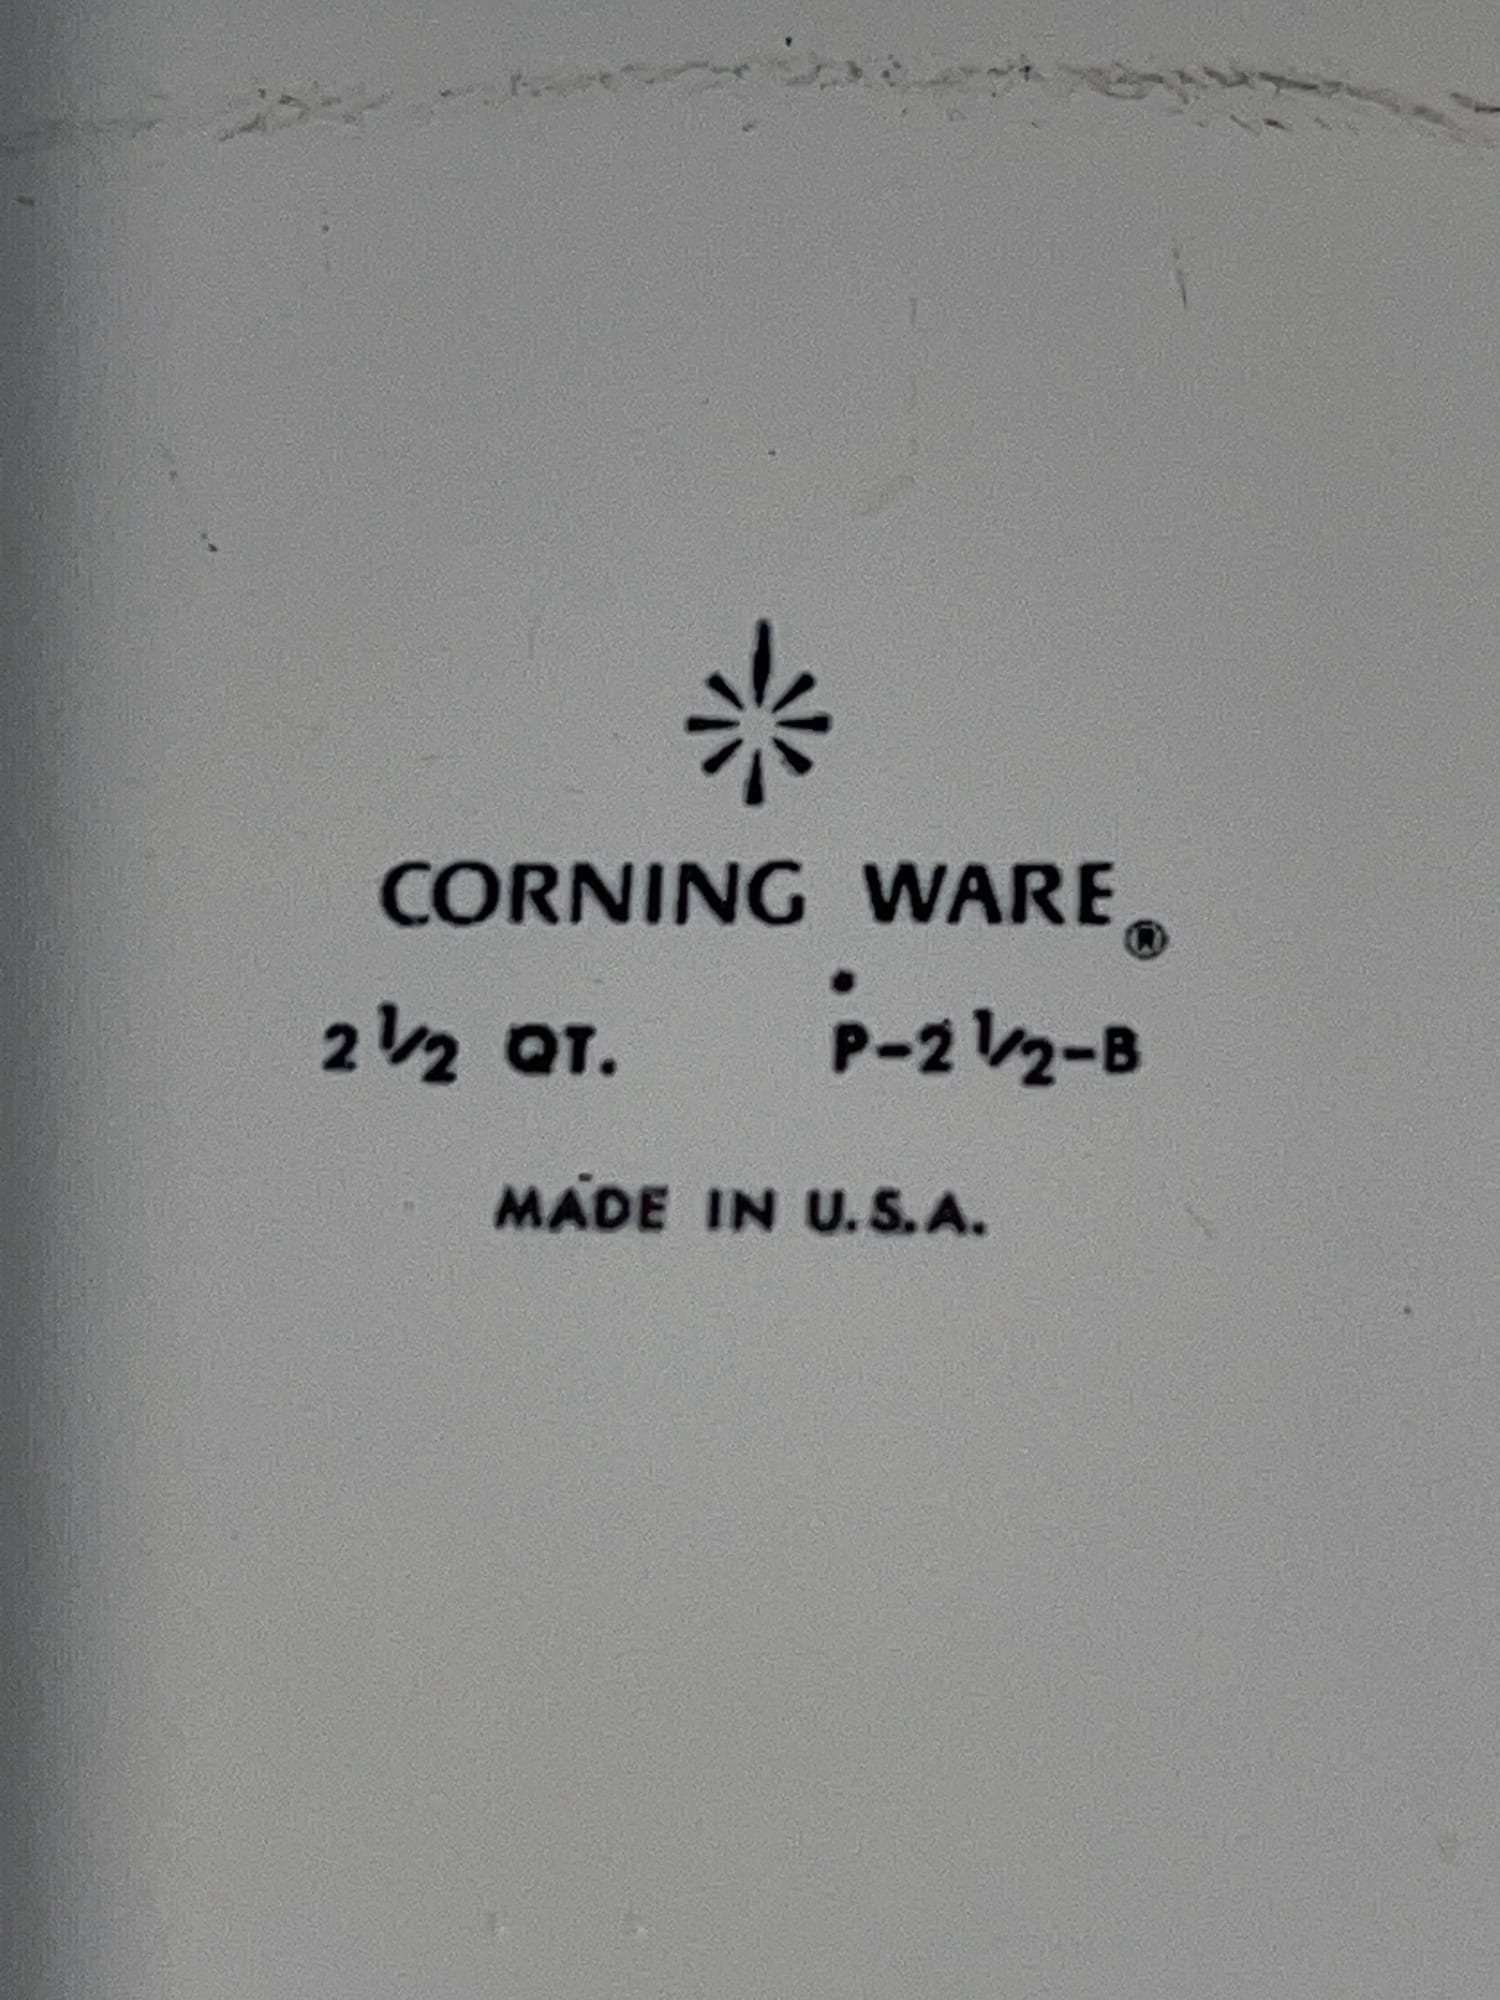 CORNING WARE®
2 1/2 QT. P-2 1/2-B
MADE IN U.S.A.